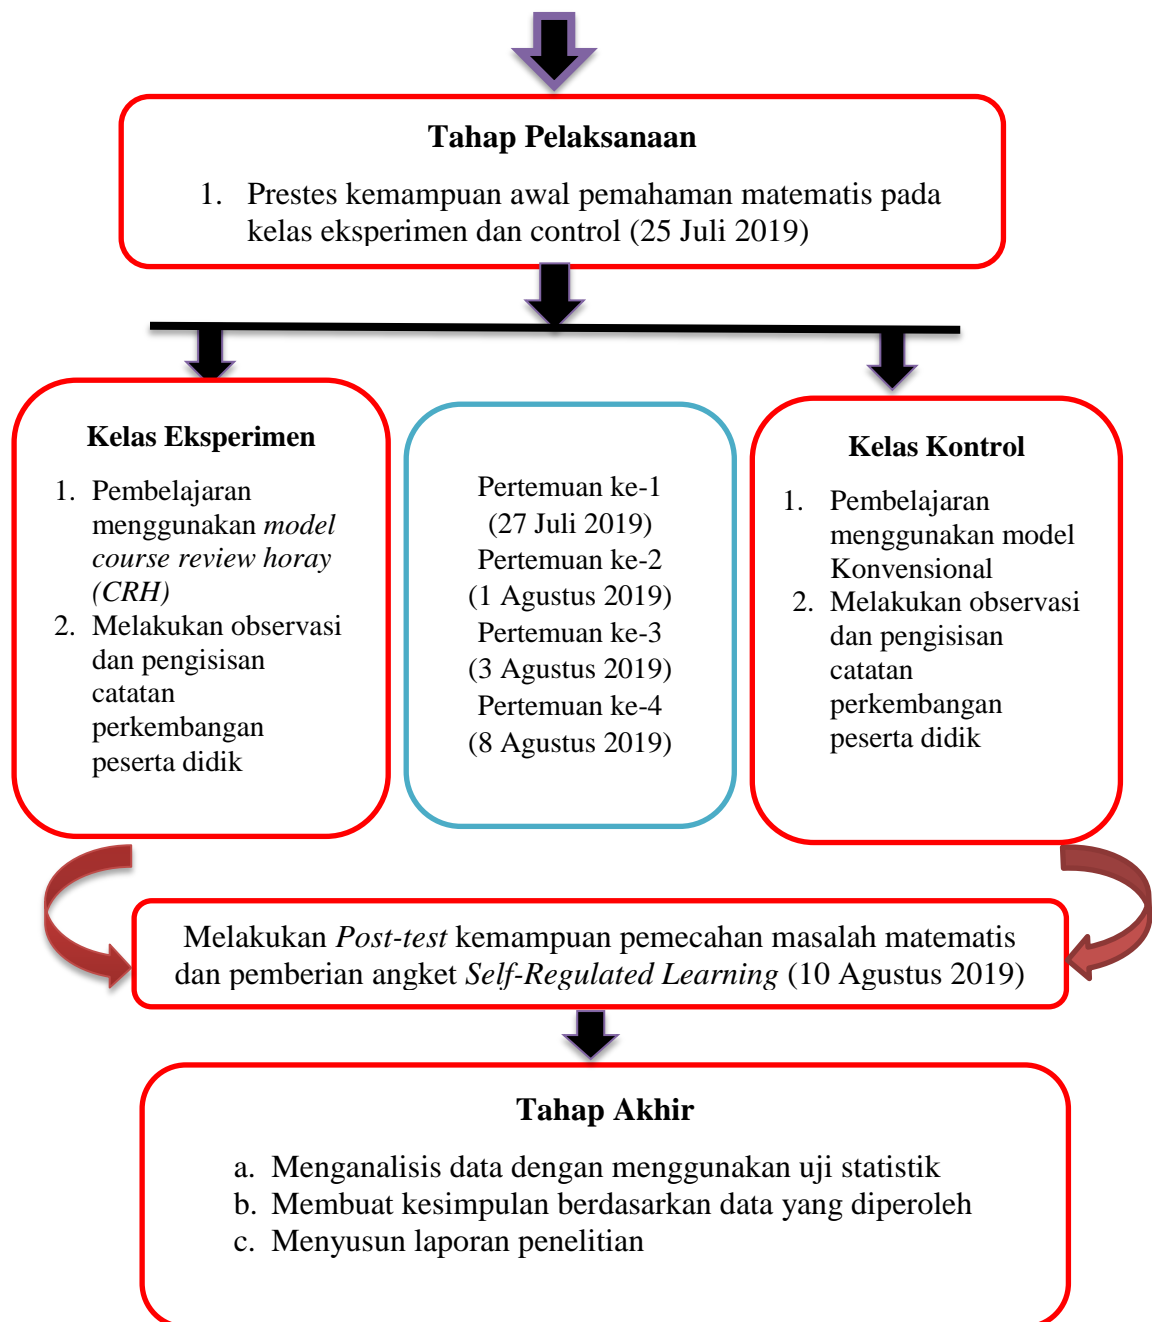 Tahap Pelaksanaan
1. Prestes kemampuan awal pemahaman matematis pada
kelas eksperimen dan control (25 Juli 2019)
Kelas Eksperimen
1. Pembelajaran
menggunakan model
course review horay
(CRH)
2. Melakukan observasi
dan pengisisan
catatan
perkembangan
peserta didik
Pertemuan ke-1
(27 Juli 2019)
Pertemuan ke-2
(1 Agustus 2019)
Pertemuan ke-3
(3 Agustus 2019)
Pertemuan ke-4
(8 Agustus 2019)
Kelas Kontrol
1. Pembelajaran
menggunakan model
Konvensional
2. Melakukan observasi
dan pengisisan
catatan
perkembangan
peserta didik
Melakukan Post-test kemampuan pemecahan masalah matematis
dan pemberian angket Self-Regulated Learning (10 Agustus 2019)
Tahap Akhir
a. Menganalisis data dengan menggunakan uji statistik
b. Membuat kesimpulan berdasarkan data yang diperoleh
c. Menyusun laporan penelitian